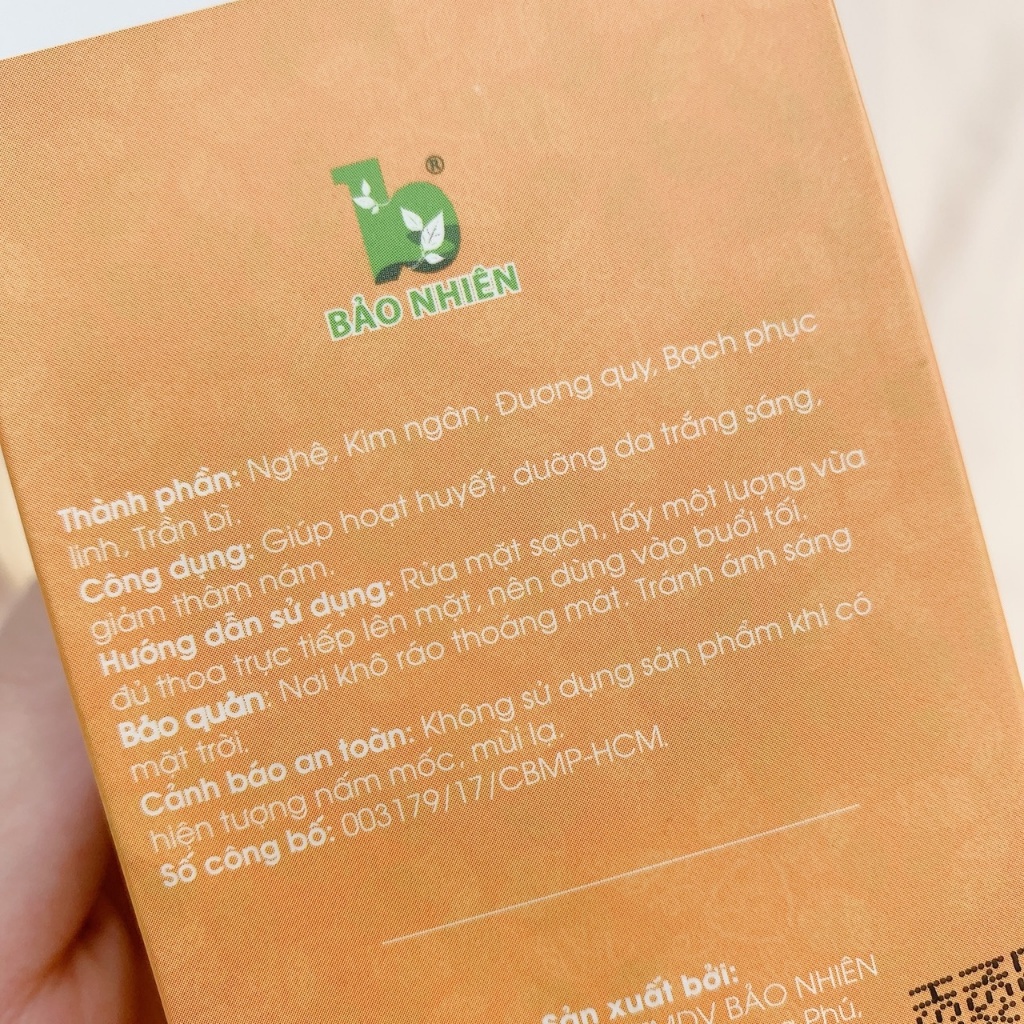 ®
BẢO NHIÊN
Thành phần: Nghệ, Kim ngân, Đương quy, Bạch phục
linh, Trần bì.
Công dụng: Giúp hoạt huyết, dưỡng da trắng sáng,
giảm thâm nám.
Hướng dẫn sử dụng: Rửa mặt sạch, lấy một lượng vừa
đủ thoa trực tiếp lên mặt, nên dùng vào buổi tối.
Bảo quản: Nơi khô ráo thoáng mát. Tránh ánh sáng
mặt trời.
Cảnh báo an toàn: Không sử dụng sản phẩm khi có
hiện tượng nấm mốc, mùi lạ.
Số công bố: 003179/17/CBMP-HCM.
Sản xuất bởi:
BẢO NHIÊN
Phú,